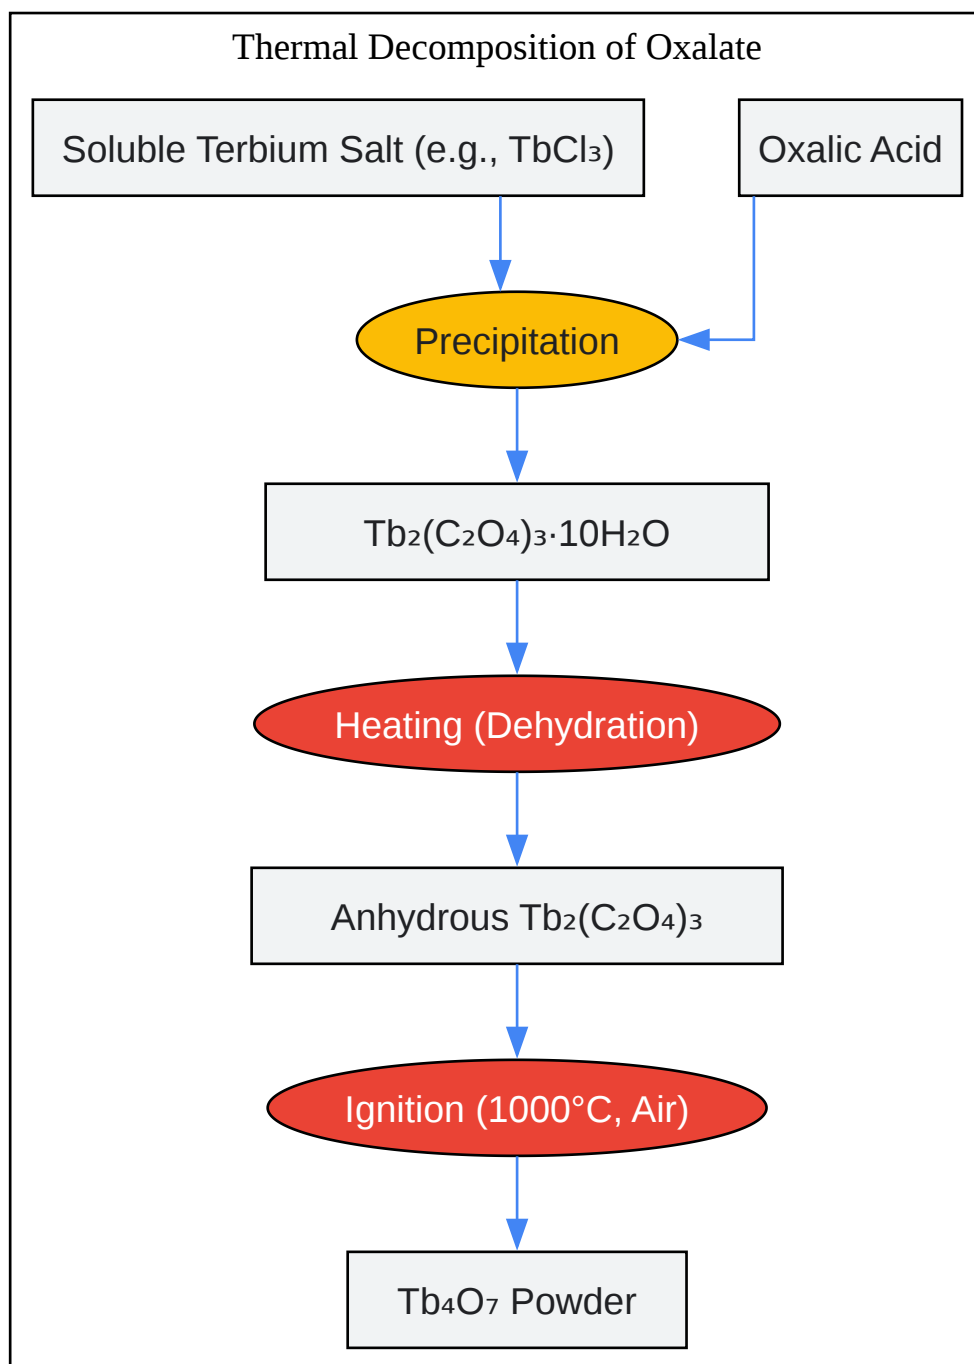 Thermal Decomposition of Oxalate
Soluble Terbium Salt (e.g., TbCl₃)
Oxalic Acid
Precipitation
Tb₂(C₂O₄)₃·10H₂O
Heating (Dehydration)
Anhydrous Tb₂(C₂O₄)₃
Ignition (1000°C, Air)
Tb₄O₇ Powder